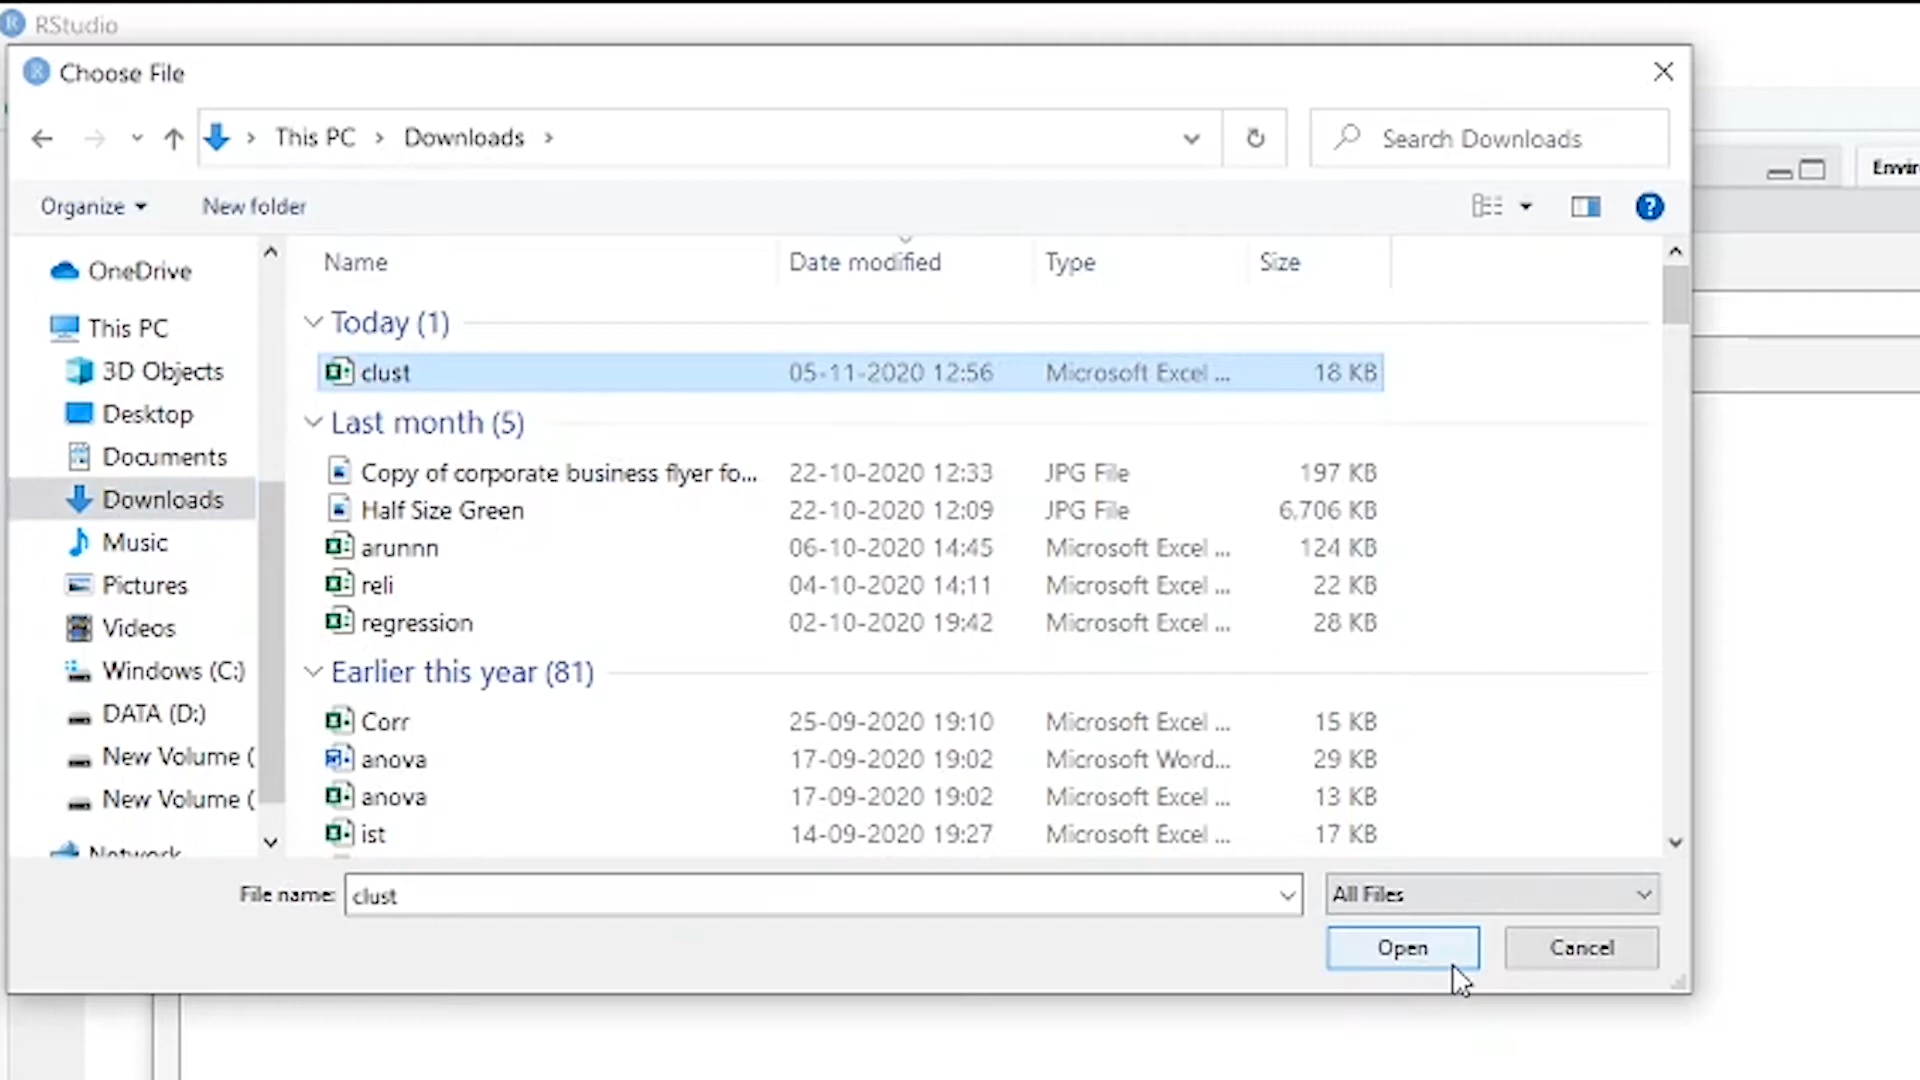 RStudio
Choose File
This PC > Downloads >
Search Downloads
Envir
Organize
New folder
OneDrive
This PC
3D Objects
Desktop
Documents
Downloads
Music
Pictures
Videos
Windows (C:)
DATA (D:)
New Volume (
New Volume (
Network
Name Date modified Type Size
Today (1)
clust 05-11-2020 12:56 Microsoft Excel ... 18 KB
Last month (5)
Copy of corporate business flyer fo... 22-10-2020 12:33 JPG File 197 KB
Half Size Green 22-10-2020 12:09 JPG File 6,706 KB
arunnn 06-10-2020 14:45 Microsoft Excel ... 124 KB
reli 04-10-2020 14:11 Microsoft Excel ... 22 KB
regression 02-10-2020 19:42 Microsoft Excel ... 28 KB
Earlier this year (81)
Corr 25-09-2020 19:10 Microsoft Excel ... 15 KB
anova 17-09-2020 19:02 Microsoft Word... 29 KB
anova 17-09-2020 19:02 Microsoft Excel ... 13 KB
ist 14-09-2020 19:27 Microsoft Excel ... 17 KB
File name: clust
All Files
Open
Cancel